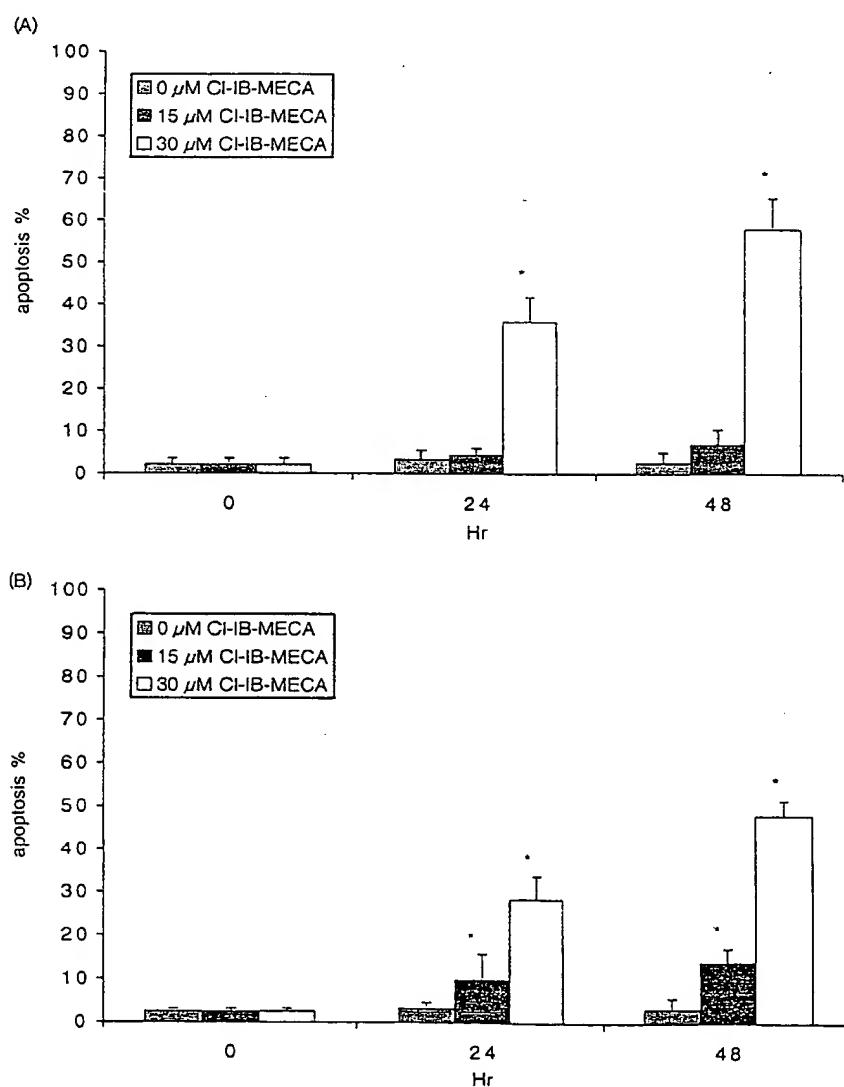 (A)
100
90
80
70
60
50
40
30
20
10
0
apoptosis %
0 µM Cl-IB-MECA
15 µM Cl-IB-MECA
30 µM Cl-IB-MECA
*
*
0
24
48
Hr
(B)
100
90
80
70
60
50
40
30
20
10
0
apoptosis %
0 µM Cl-IB-MECA
15 µM Cl-IB-MECA
30 µM Cl-IB-MECA
*
*
*
*
0
24
48
Hr